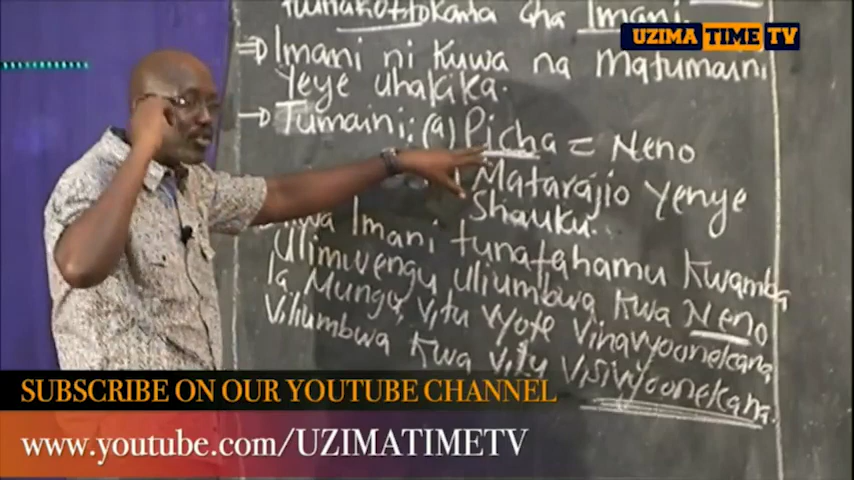 cha Imani.
UZIMA TIME TV
⇒ Imani ni kuwa na matumaini
yeye uhakika.
→ Tumaini: (a) Picha = Neno
Matarajio yenye
Shauku.
Imani tunafahamu kwamba
Ulimwengu uliumbwa kwa Neno
la Mungu, vitu vyote vinavyoonekana
viliumbwa kwa vitu visivyoonekana.
SUBSCRIBE ON OUR YOUTUBE CHANNEL
www.youtube.com/UZIMATIMETV